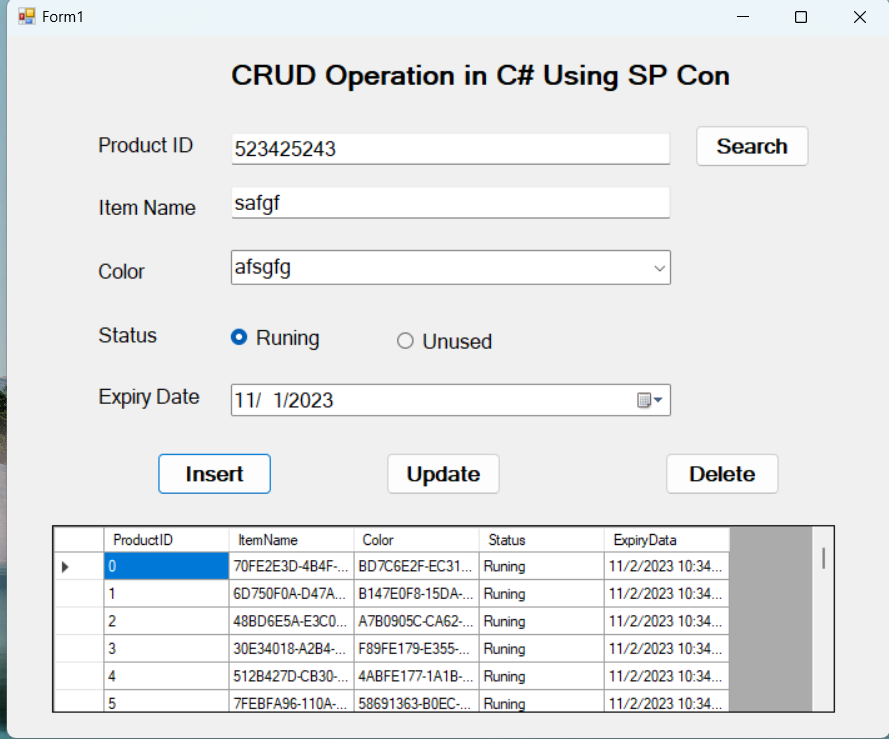 Form1
CRUD Operation in C# Using SP Con
Product ID 523425243 Search
Item Name safgf
Color afsgfg
Status Runing Unused
Expiry Date 11/ 1/2023
Insert Update Delete
ProductID ItemName Color Status ExpiryData
0 70FE2E3D-4B4F-... BD7C6E2F-EC31... Runing 11/2/2023 10:34...
1 6D750F0A-D47A... B147E0F8-15DA-... Runing 11/2/2023 10:34...
2 48BD6E5A-E3C0... A7B0905C-CA62-... Runing 11/2/2023 10:34...
3 30E34018-A2B4-... F89FE179-E355-... Runing 11/2/2023 10:34...
4 512B427D-CB30-... 4ABFE177-1A1B-... Runing 11/2/2023 10:34...
5 7FEBFA96-110A-... 58691363-B0EC-... Runing 11/2/2023 10:34...